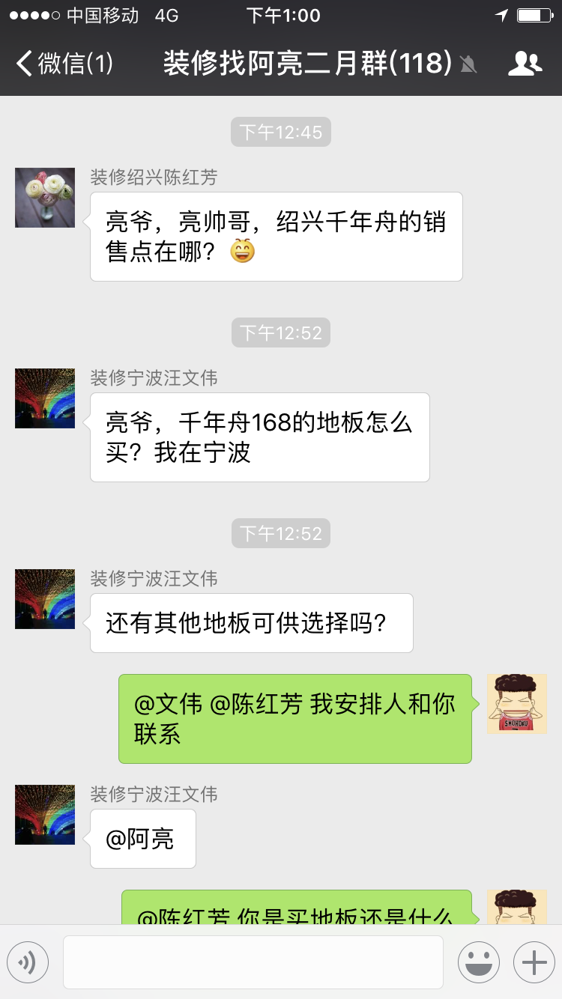 中国移动 4G 下午1:00
微信(1) 装修找阿亮二月群(118)
下午12:45
装修绍兴陈红芳
亮爷，亮帅哥，绍兴千年舟的销
售点在哪？
下午12:52
装修宁波汪文伟
亮爷，千年舟168的地板怎么
买？我在宁波
下午12:52
装修宁波汪文伟
还有其他地板可供选择吗？
@文伟 @陈红芳 我安排人和你
联系
SMOHOKU
装修宁波汪文伟
@阿亮
@陈红芳 你是买地板还是什么